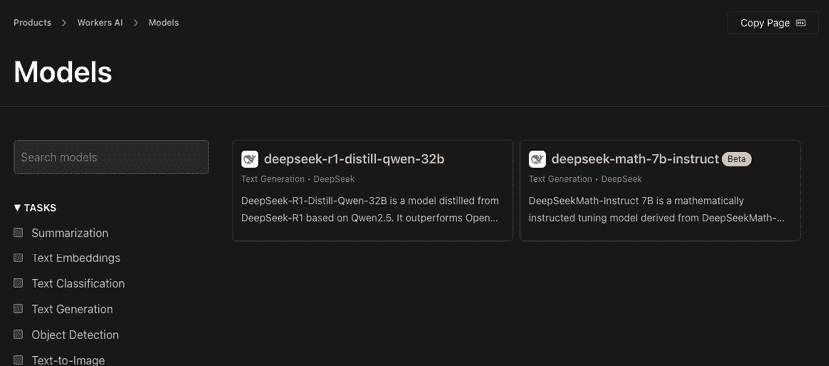 Products > Workers AI > Models
Copy Page
Models
Search models
deepseek-r1-distill-qwen-32b
Text Generation • DeepSeek
DeepSeek-R1-Distill-Qwen-32B is a model distilled from
DeepSeek-R1 based on Qwen2.5. It outperforms Open...
deepseek-math-7b-instruct Beta
Text Generation • DeepSeek
DeepSeekMath-Instruct 7B is a mathematically
instructed tuning model derived from DeepSeekMath-...
▼ TASKS
Summarization
Text Embeddings
Text Classification
Text Generation
Object Detection
Text-to-Image